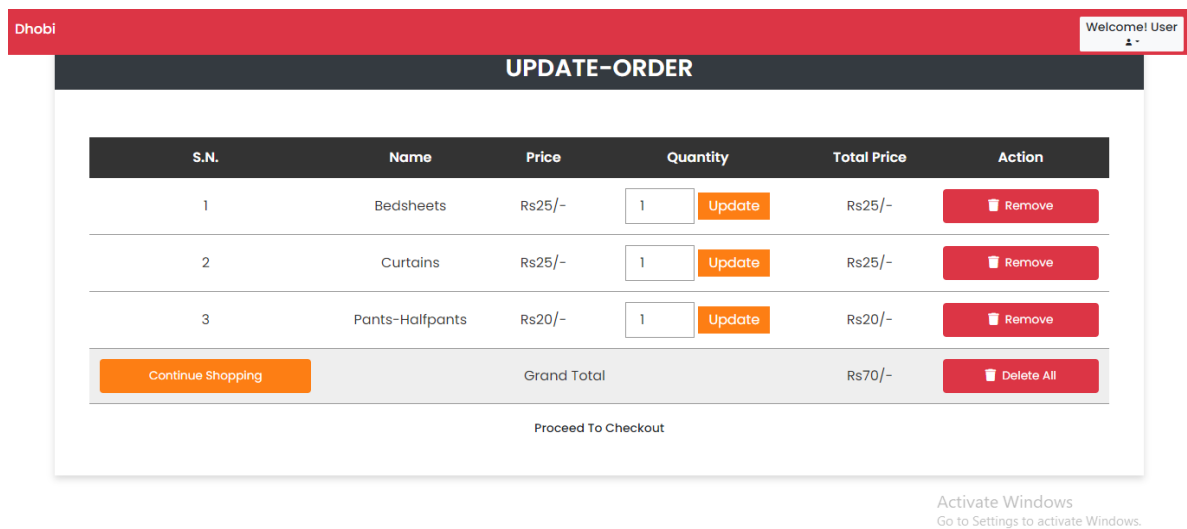 Dhobi
Welcome! User
UPDATE-ORDER
S.N. Name Price Quantity Total Price Action
1 Bedsheets Rs25/- 1 Update Rs25/- Remove
2 Curtains Rs25/- 1 Update Rs25/- Remove
3 Pants-Halfpants Rs20/- 1 Update Rs20/- Remove
Continue Shopping Grand Total Rs70/- Delete All
Proceed To Checkout
Activate Windows
Go to Settings to activate Windows.